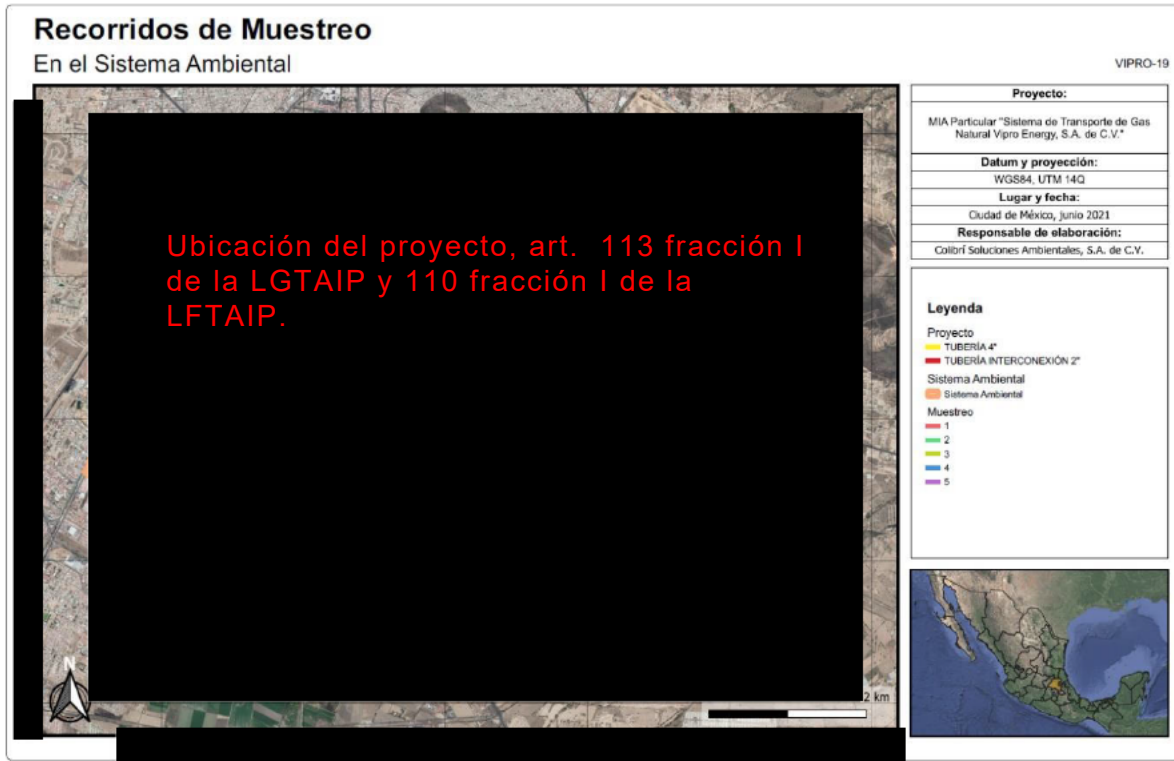 Recorridos de Muestreo
En el Sistema Ambiental
VIPRO-19
Ubicación del proyecto, art. 113 fracción I
de la LGTAIP y 110 fracción I de la
LFTAIP.
N
2 km
Proyecto:
MIA Particular "Sistema de Transporte de Gas
Natural Vipro Energy, S.A. de C.V."
Datum y proyección:
WGS84, UTM 14Q
Lugar y fecha:
Ciudad de México, junio 2021
Responsable de elaboración:
Colibrí Soluciones Ambientales, S.A. de C.V.
Leyenda
Proyecto
TUBERÍA 4"
TUBERÍA INTERCONEXIÓN 2"
Sistema Ambiental
Sistema Ambiental
Muestreo
1
2
3
4
5